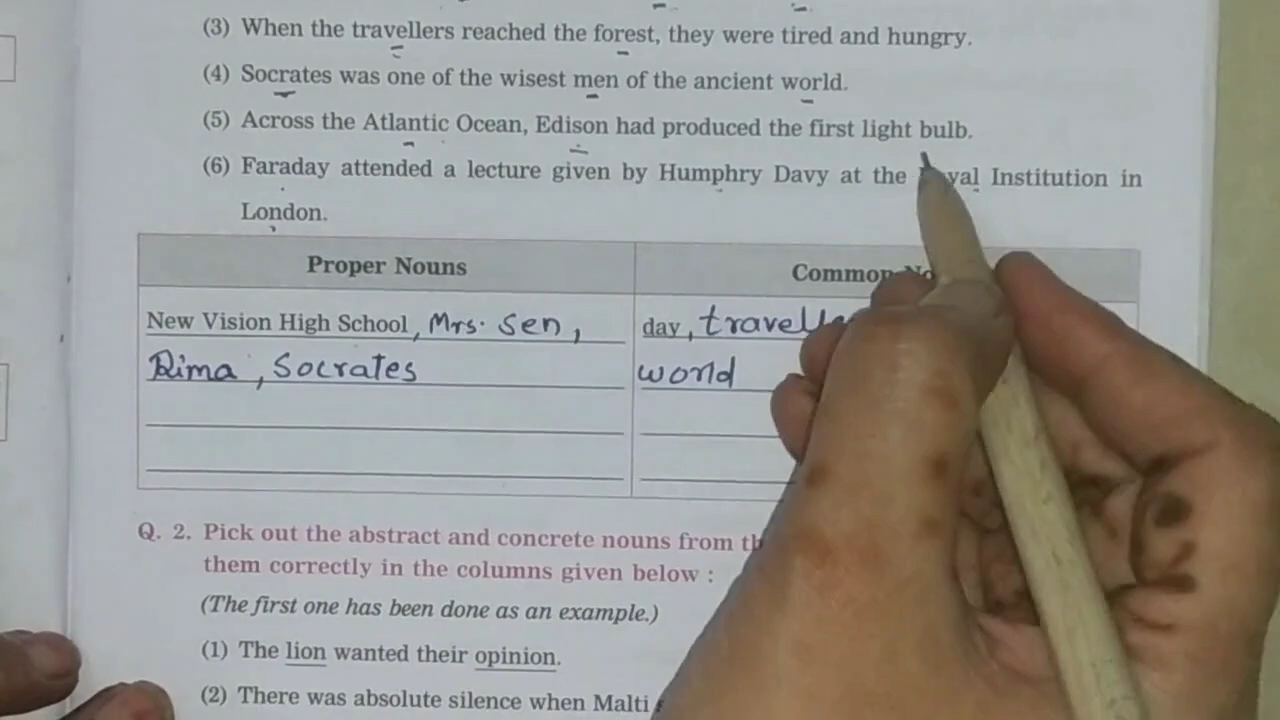 (3) When the travellers reached the forest, they were tired and hungry.
(4) Socrates was one of the wisest men of the ancient world.
(5) Across the Atlantic Ocean, Edison had produced the first light bulb.
(6) Faraday attended a lecture given by Humphry Davy at the Royal Institution in
London.
Proper Nouns Common No
New Vision High School, Mrs. Sen, day, travelle
Rima, Socrates world
Q. 2. Pick out the abstract and concrete nouns from th
them correctly in the columns given below :
(The first one has been done as an example.)
(1) The lion wanted their opinion.
(2) There was absolute silence when Malti